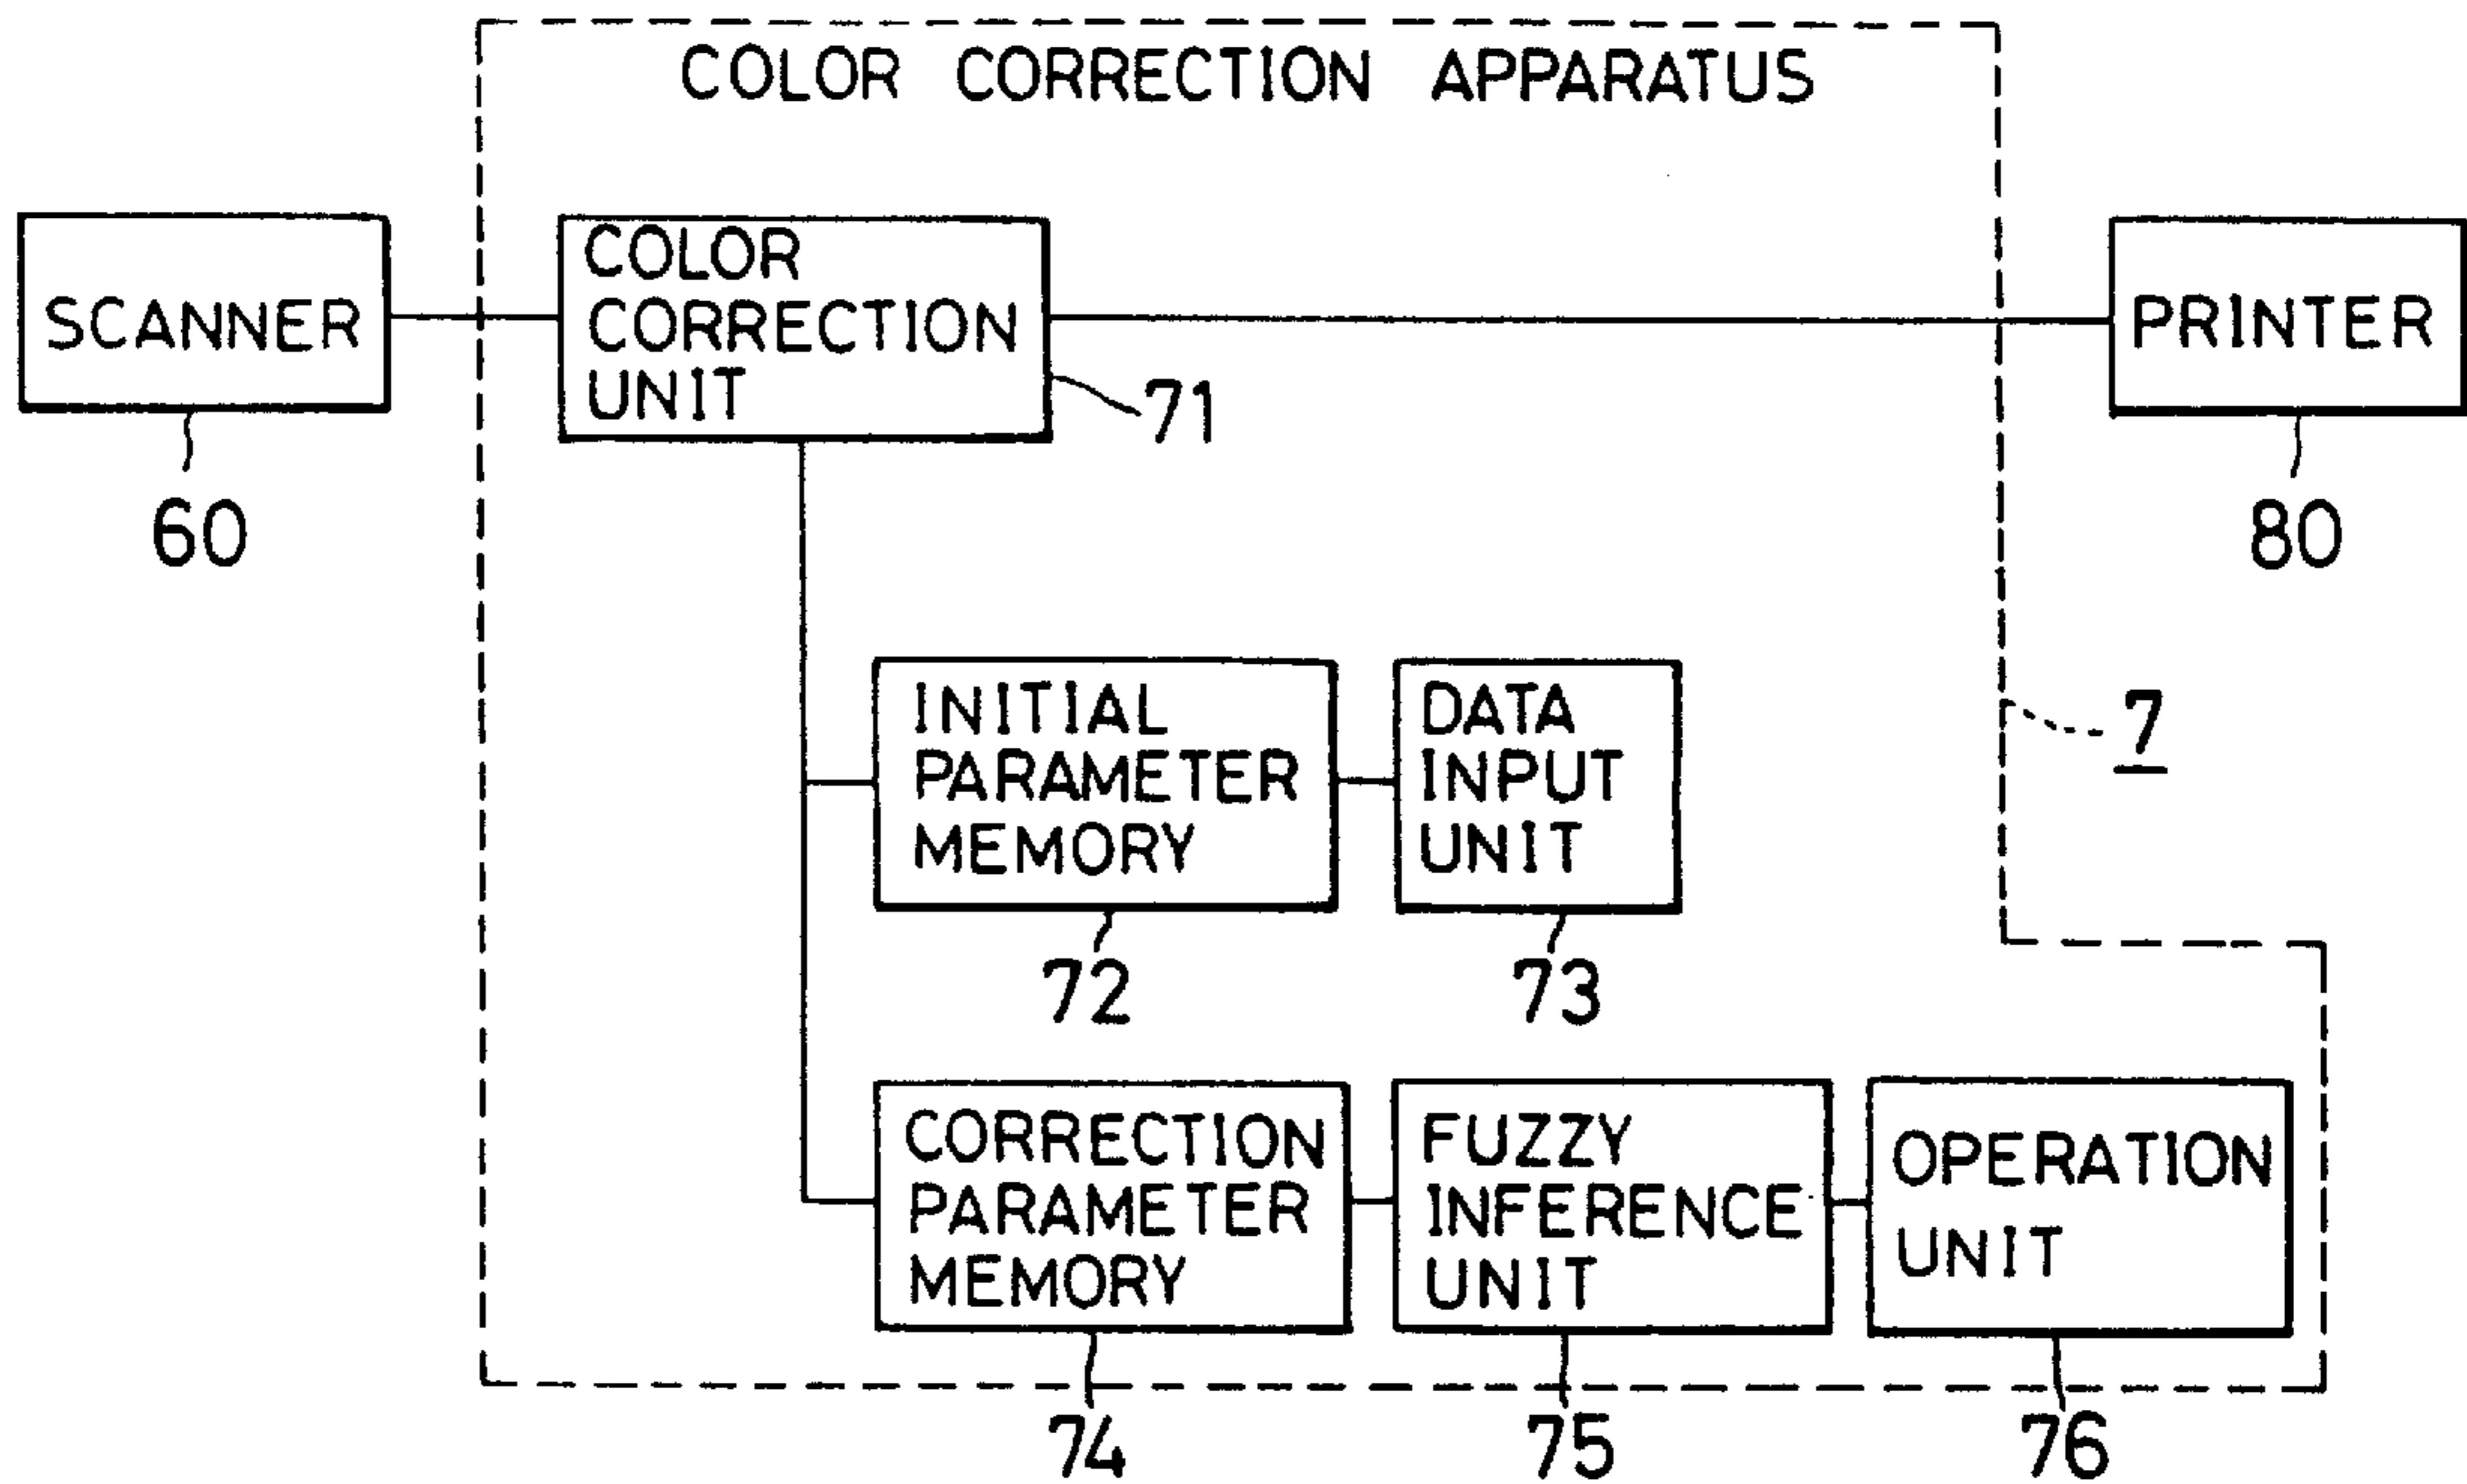 COLOR CORRECTION APPARATUS
SCANNER
60
COLOR
CORRECTION
UNIT
71
PRINTER
80
INITIAL
PARAMETER
MEMORY
72
DATA
INPUT
UNIT
73
7
CORRECTION
PARAMETER
MEMORY
74
FUZZY
INFERENCE
UNIT
75
OPERATION
UNIT
76